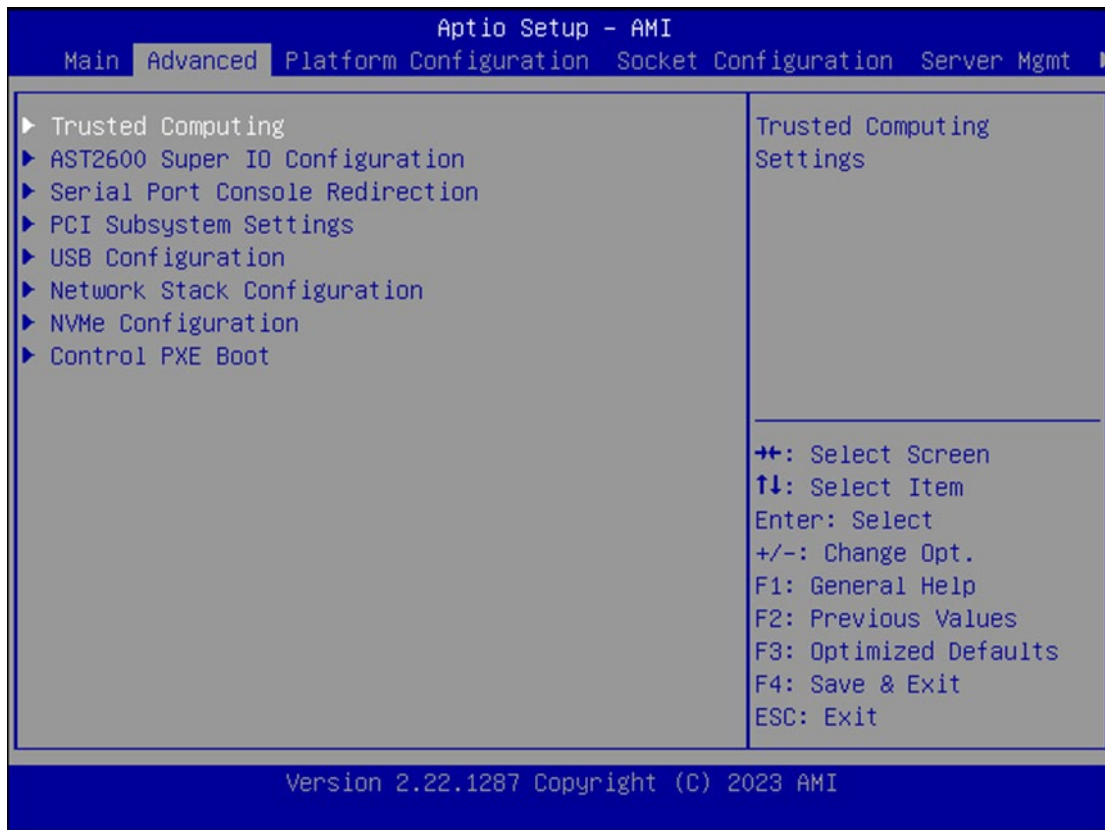 Aptio Setup – AMI
Main Advanced Platform Configuration Socket Configuration Server Mgmt
Trusted Computing
AST2600 Super IO Configuration
Serial Port Console Redirection
PCI Subsystem Settings
USB Configuration
Network Stack Configuration
NVMe Configuration
Control PXE Boot
Trusted Computing
Settings
→←: Select Screen
↑↓: Select Item
Enter: Select
+/-: Change Opt.
F1: General Help
F2: Previous Values
F3: Optimized Defaults
F4: Save & Exit
ESC: Exit
Version 2.22.1287 Copyright (C) 2023 AMI